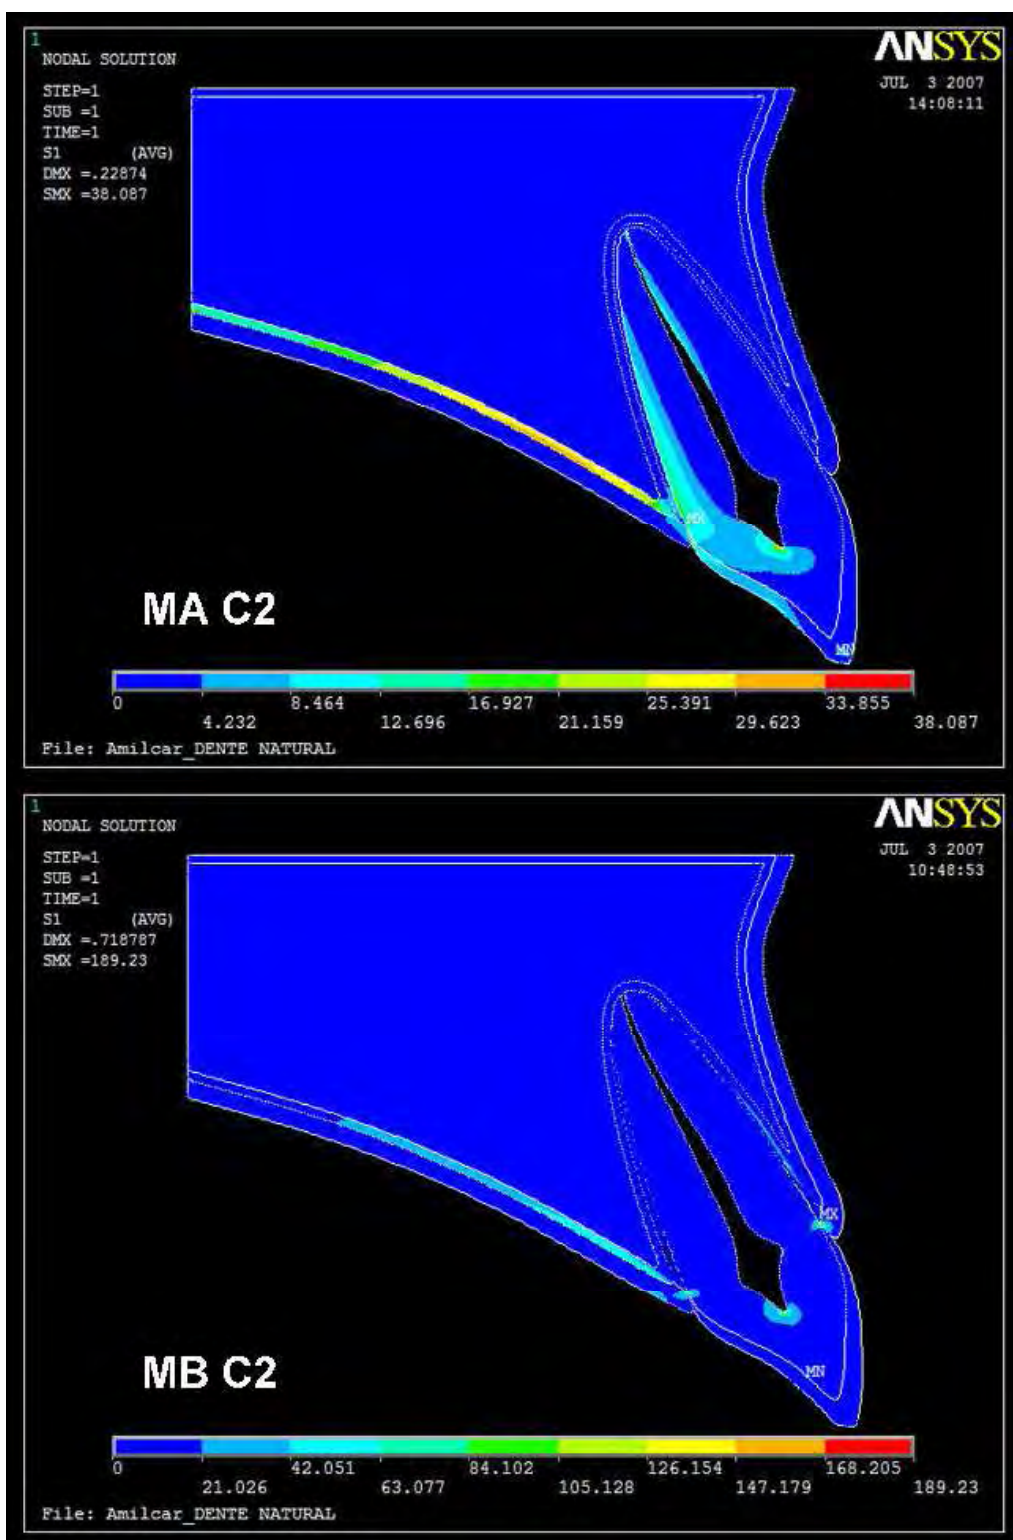 1
ANSYS
NODAL SOLUTION
JUL 3 2007
14:08:11
STEP=1
SUB =1
TIME=1
S1 (AVG)
DMX =.22874
SMX =38.087
MX
MA C2
MN
0 8.464 16.927 25.391 33.855
4.232 12.696 21.159 29.623 38.087
File: Amilcar_DENTE NATURAL
1
ANSYS
NODAL SOLUTION
JUL 3 2007
10:48:53
STEP=1
SUB =1
TIME=1
S1 (AVG)
DMX =.718787
SMX =189.23
MX
MB C2
MN
0 42.051 84.102 126.154 168.205
21.026 63.077 105.128 147.179 189.23
File: Amilcar_DENTE NATURAL